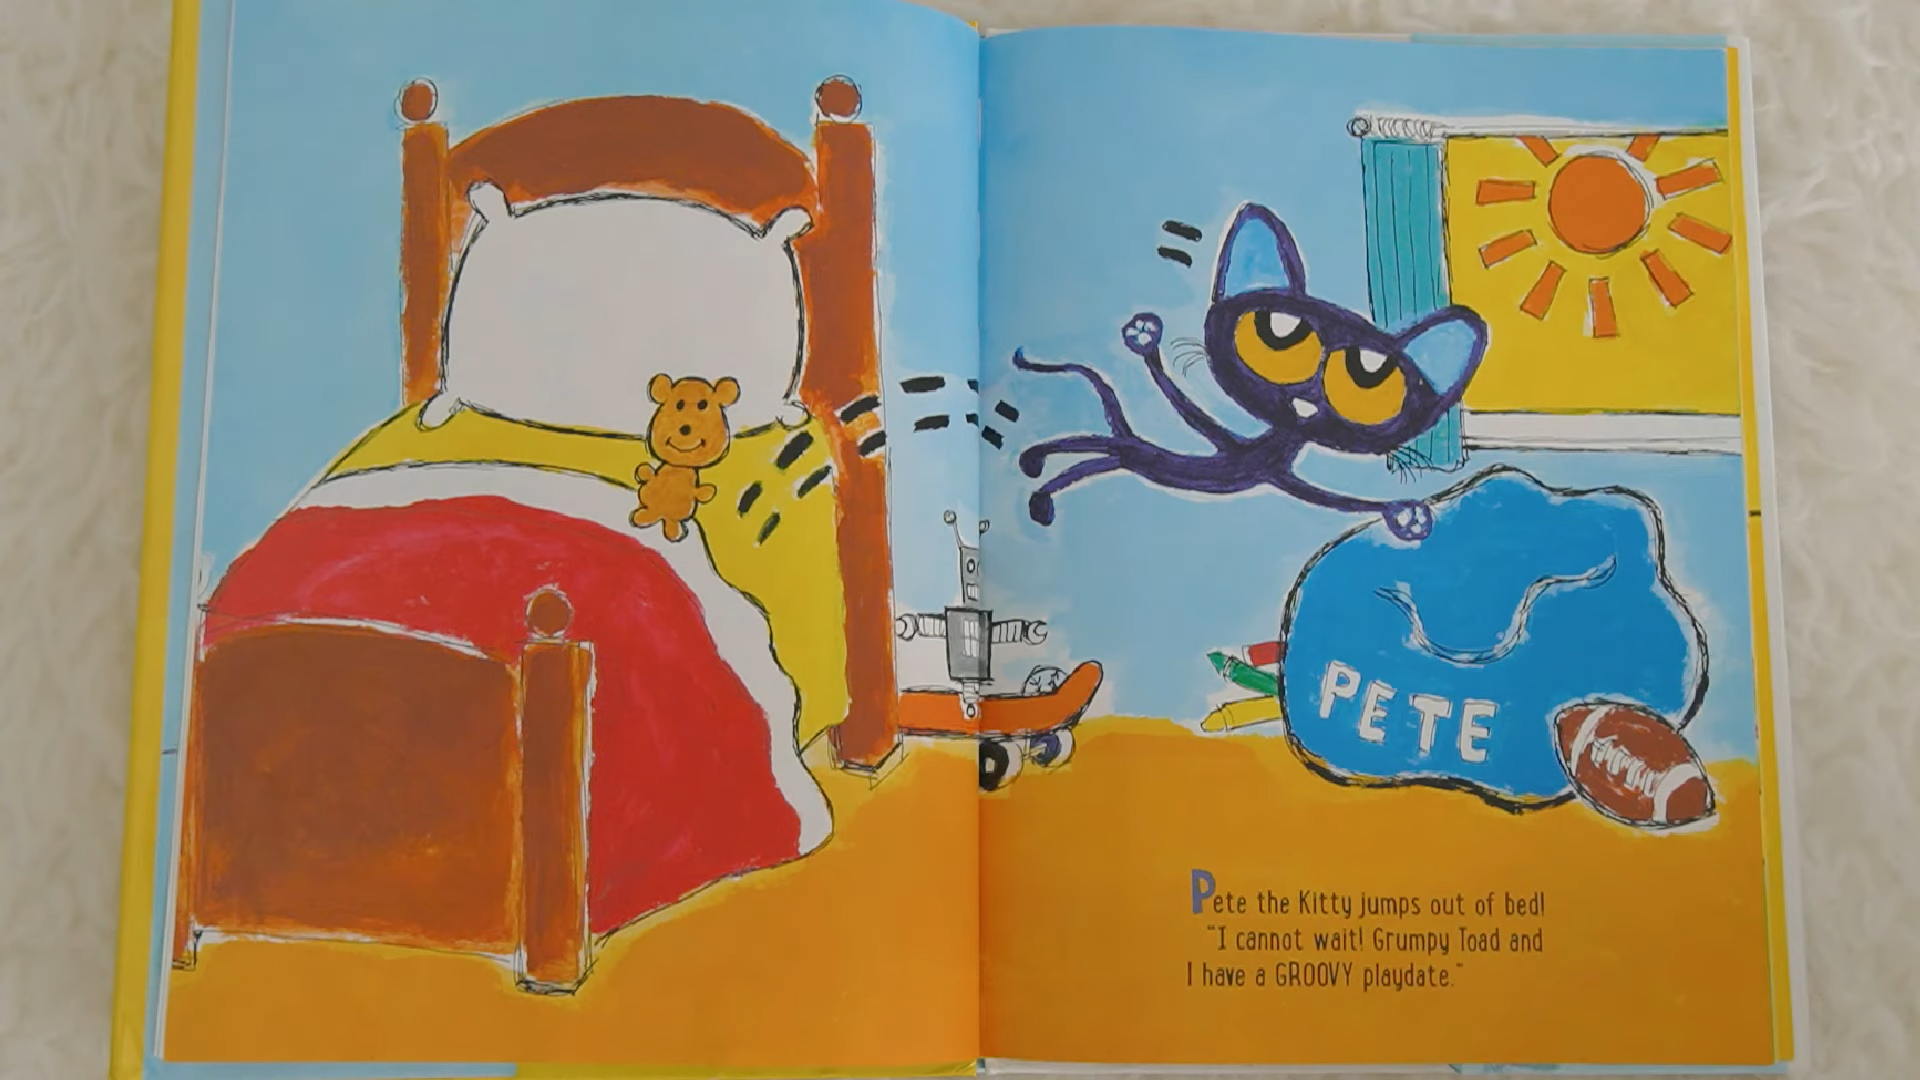 PETE
Pete the Kitty jumps out of bed!
"I cannot wait! Grumpy Toad and
I have a GROOVY playdate."